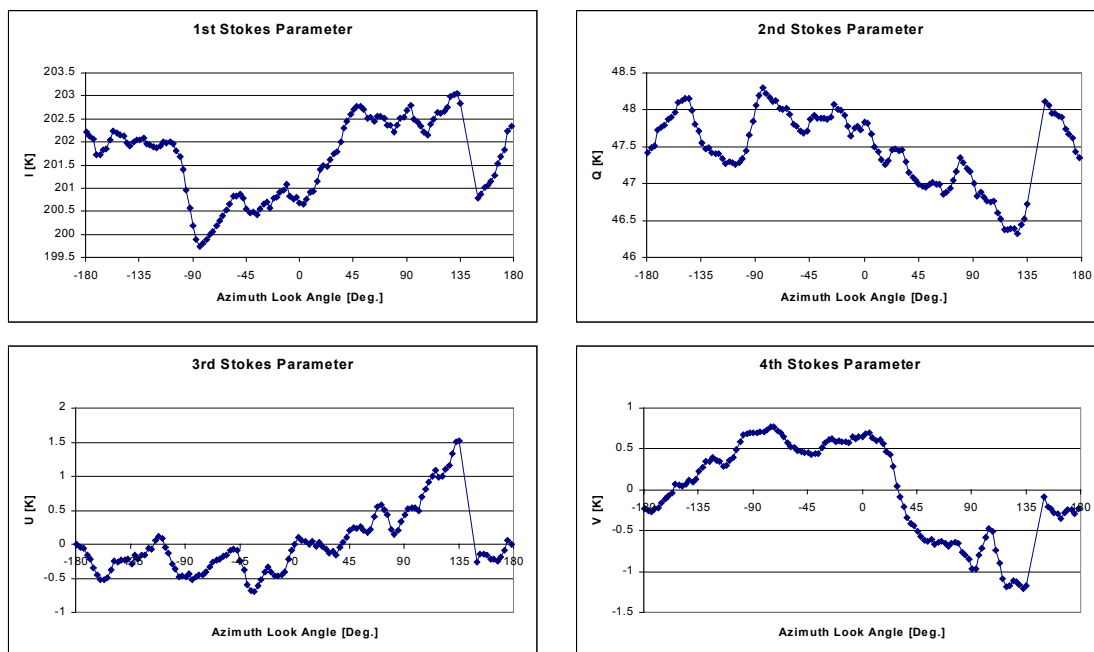 1st Stokes Parameter
I [K]
203.5
203
202.5
202
201.5
201
200.5
200
199.5
-180 -135 -90 -45 0 45 90 135 180
Azimuth Look Angle [Deg.]
2nd Stokes Parameter
Q [K]
48.5
48
47.5
47
46.5
46
-180 -135 -90 -45 0 45 90 135 180
Azimuth Look Angle [Deg.]
3rd Stokes Parameter
U [K]
2
1.5
1
0.5
0
-0.5
-1
-180 -135 -90 -45 0 45 90 135 180
Azimuth Look Angle [Deg.]
4th Stokes Parameter
V [K]
1
0.5
0
-0.5
-1
-1.5
-180 -135 -90 -45 0 45 90 135 180
Azimuth Look Angle [Deg.]